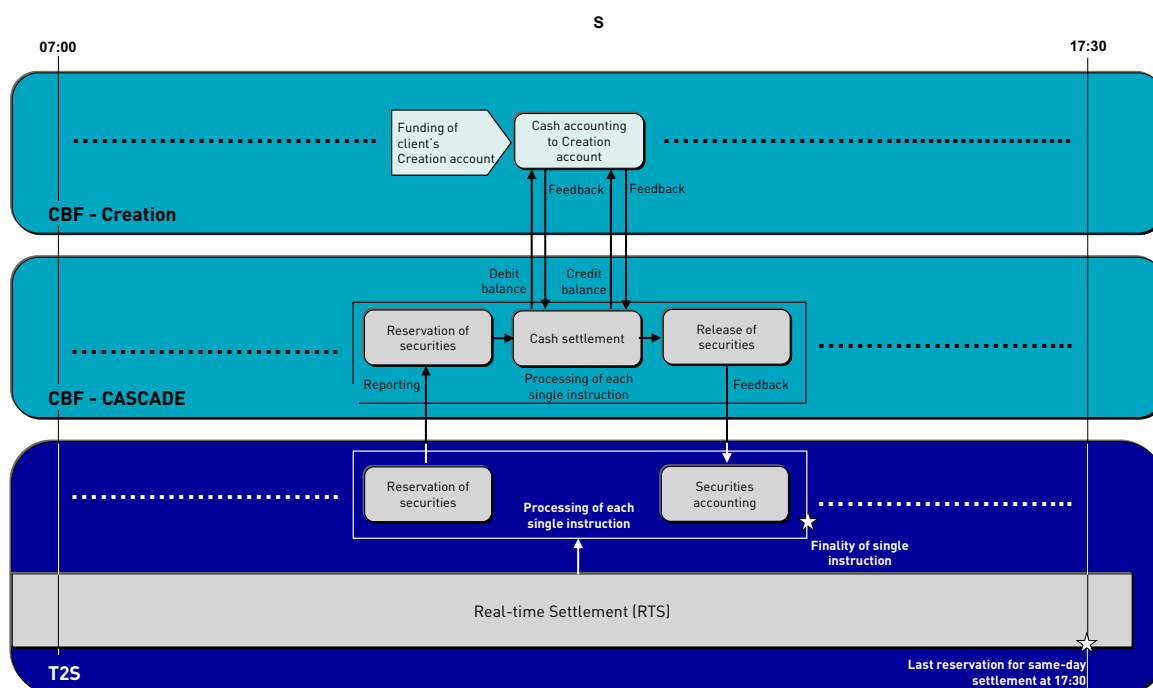 S
07:00
17:30
Funding of
client's
Creation account
Cash accounting
to Creation
account
Feedback
Feedback
CBF - Creation
Debit
balance
Credit
balance
Reservation of
securities
Cash settlement
Release of
securities
Reporting
Processing of each
single instruction
Feedback
CBF - CASCADE
Reservation of
securities
Securities
accounting
Processing of each
single instruction
Finality of single
instruction
Real-time Settlement (RTS)
T2S
Last reservation for same-day
settlement at 17:30